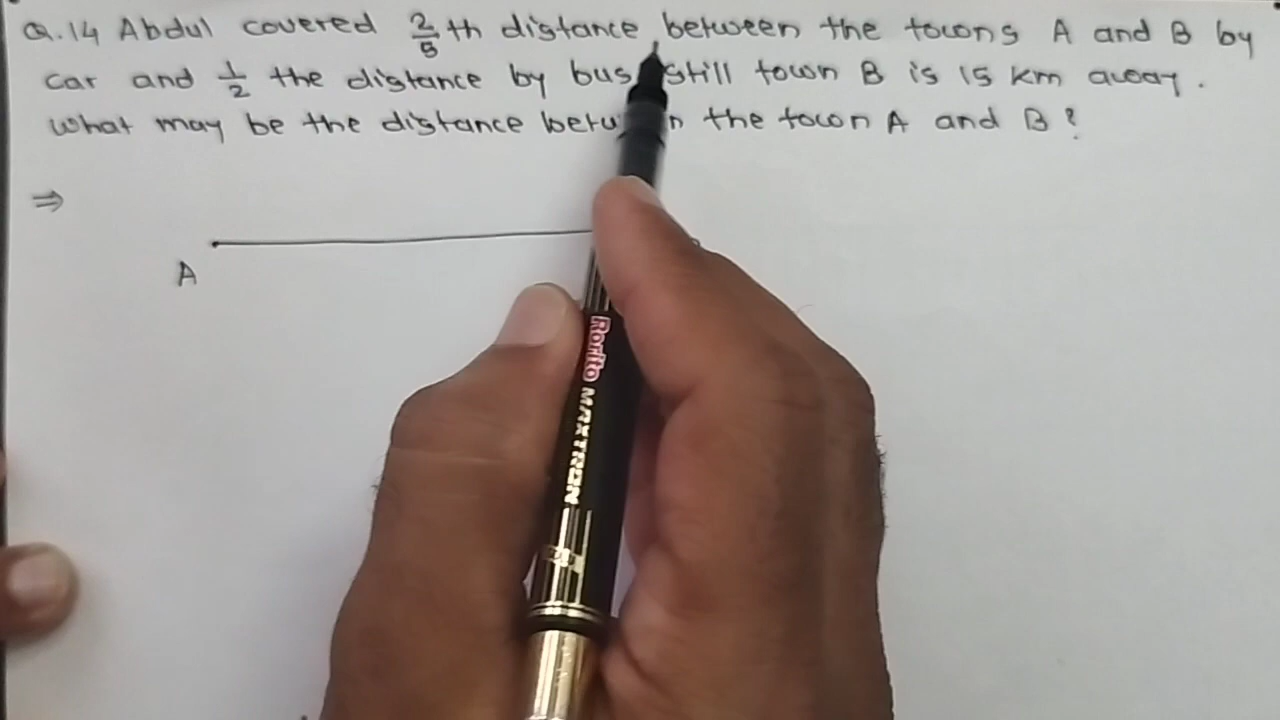 Q.14 Abdul covered 2/5 th distance between the towns A and B by
car and 1/2 the distance by bus still town B is 15 km away.
What may be the distance the town A and B?
⇒
A
Rorito MAXTRON